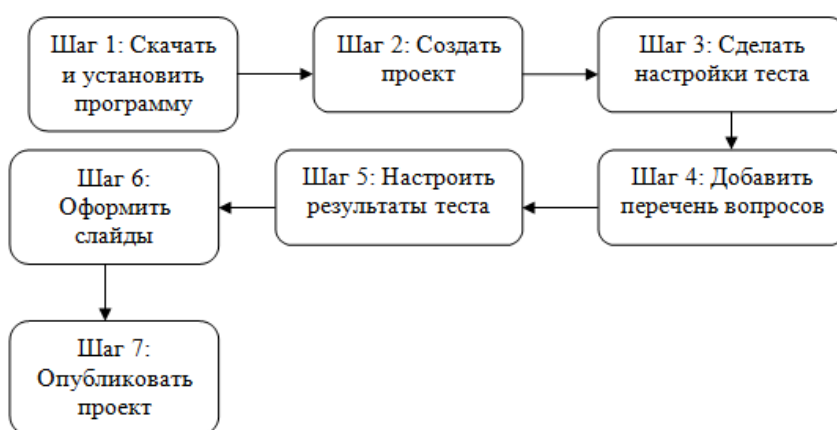 Шаг 1: Скачать
и установить
программу
Шаг 2: Создать
проект
Шаг 3: Сделать
настройки теста
Шаг 4: Добавить
перечень вопросов
Шаг 5: Настроить
результаты теста
Шаг 6:
Оформить
слайды
Шаг 7:
Опубликовать
проект